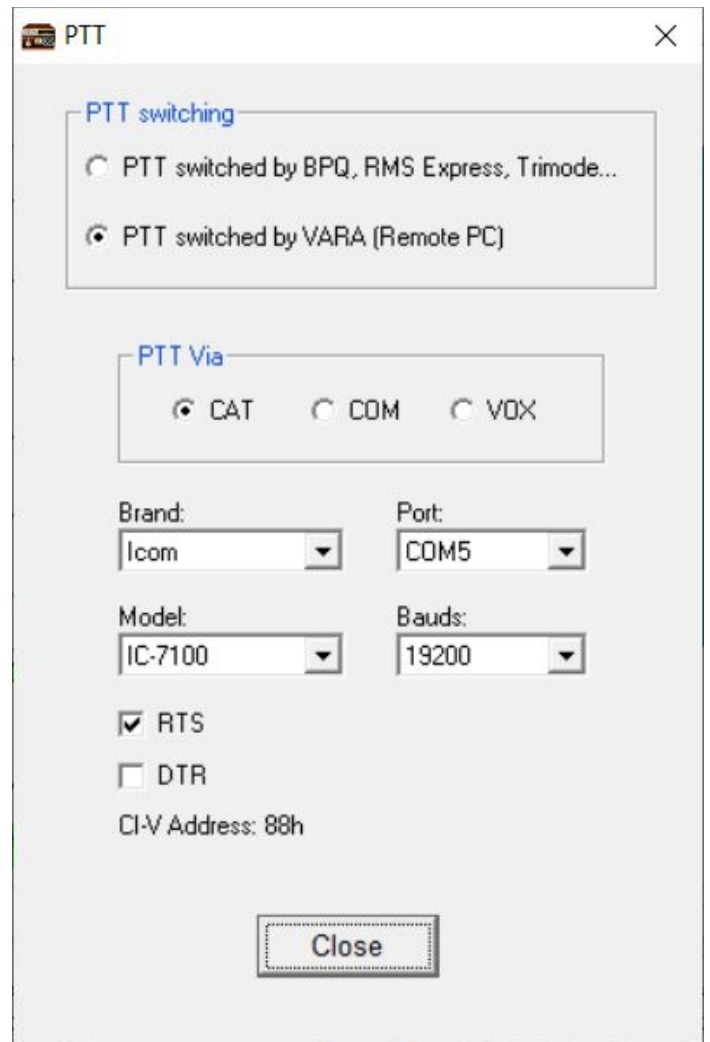 PTT
PTT switching
PTT switched by BPQ, RMS Express, Trimode...
PTT switched by VARA (Remote PC)
PTT Via
CAT COM VOX
Brand: Port:
Icom COM5
Model: Bauds:
IC-7100 19200
RTS
DTR
CI-V Address: 88h
Close